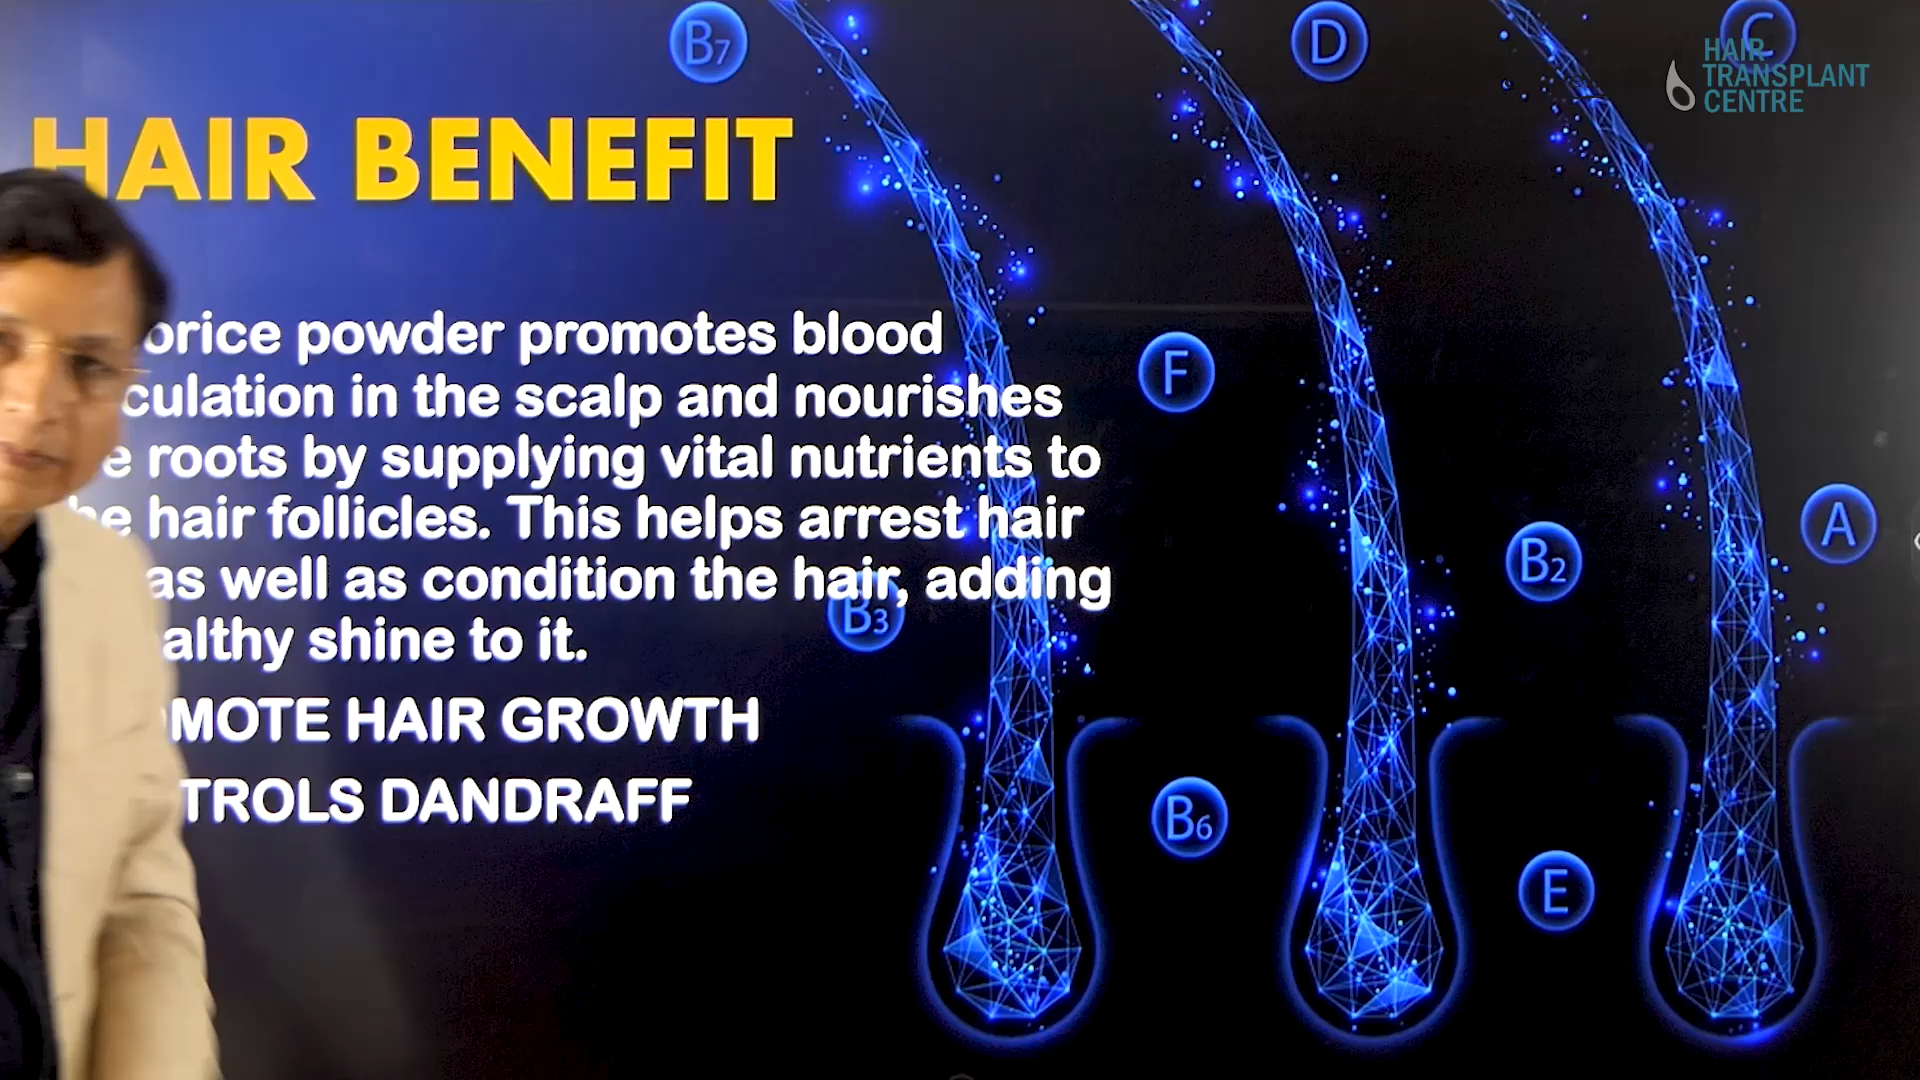 B7
D
C
HAIR
TRANSPLANT
CENTRE
HAIR BENEFIT
orice powder promotes blood
culation in the scalp and nourishes
e roots by supplying vital nutrients to
he hair follicles. This helps arrest hair
as well as condition the hair, adding
althy shine to it.
MOTE HAIR GROWTH
TROLS DANDRAFF
F
A
B2
B3
B6
E